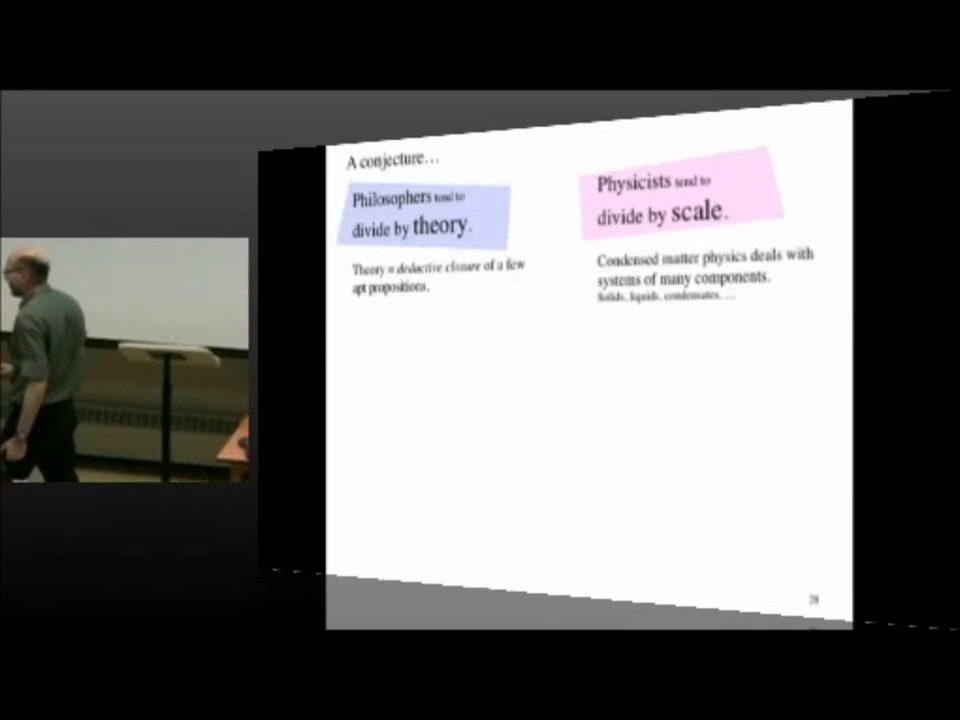 A conjecture…
Philosophers tend to
divide by theory.
Theory = deductive closure of a few
apt propositions.
Physicists tend to
divide by scale.
Condensed matter physics deals with
systems of many components.
Solids, liquids, condensates, …